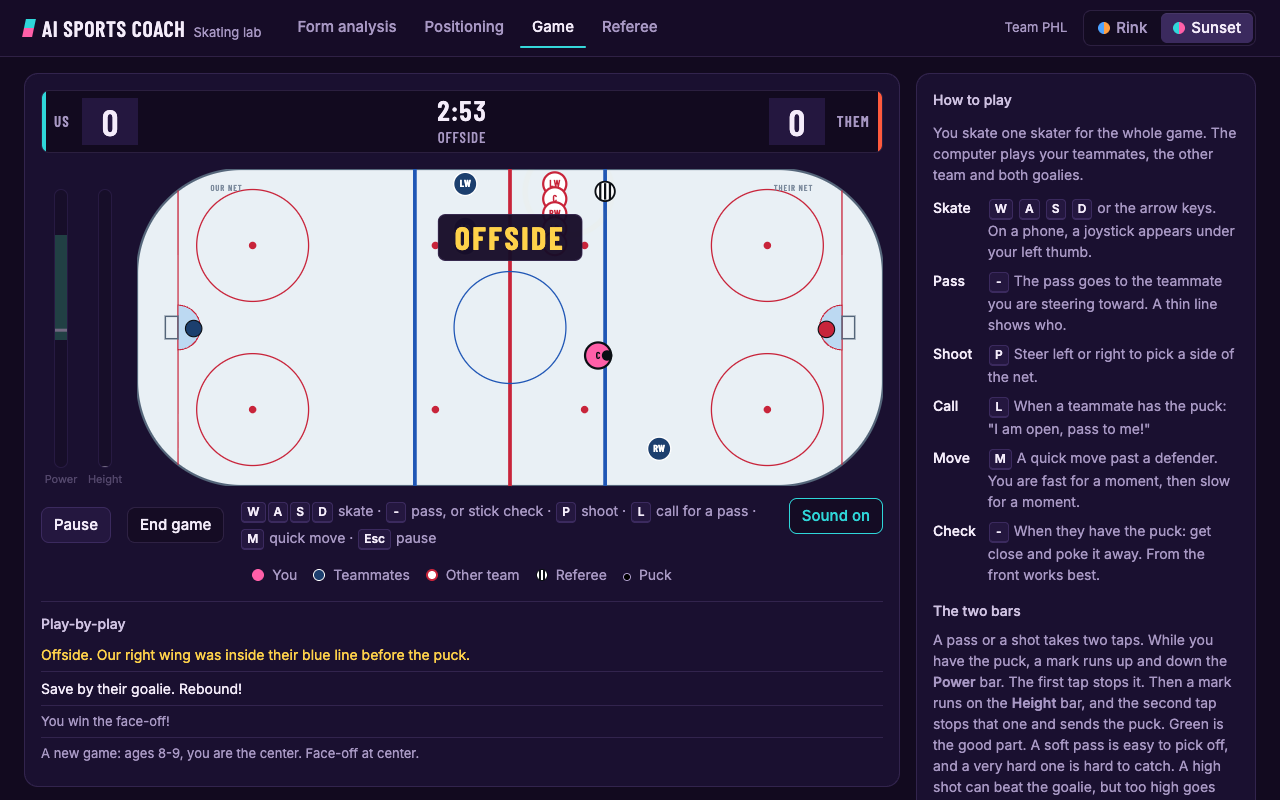 AI SPORTS COACH Skating lab Form analysis Positioning Game Referee Team PHL Rink Sunset
US 0 2:53 0 THEM
OFFSIDE
OUR NET THEIR NET
LW LW
C
RW
OFFSIDE
C
RW
Power Height
Pause End game W A S D skate · - pass, or stick check · P shoot · L call for a pass · Sound on
M quick move · Esc pause
You Teammates Other team Referee Puck
Play-by-play
Offside. Our right wing was inside their blue line before the puck.
Save by their goalie. Rebound!
You win the face-off!
A new game: ages 8-9, you are the center. Face-off at center.
How to play
You skate one skater for the whole game. The
computer plays your teammates, the other
team and both goalies.
Skate W A S D or the arrow keys.
On a phone, a joystick appears under
your left thumb.
Pass - The pass goes to the teammate
you are steering toward. A thin line
shows who.
Shoot P Steer left or right to pick a side of
the net.
Call L When a teammate has the puck:
"I am open, pass to me!"
Move M A quick move past a defender.
You are fast for a moment, then slow
for a moment.
Check - When they have the puck: get
close and poke it away. From the
front works best.
The two bars
A pass or a shot takes two taps. While you
have the puck, a mark runs up and down the
Power bar. The first tap stops it. Then a mark
runs on the Height bar, and the second tap
stops that one and sends the puck. Green is
the good part. A soft pass is easy to pick off,
and a very hard one is hard to catch. A high
shot can beat the goalie, but too high goes